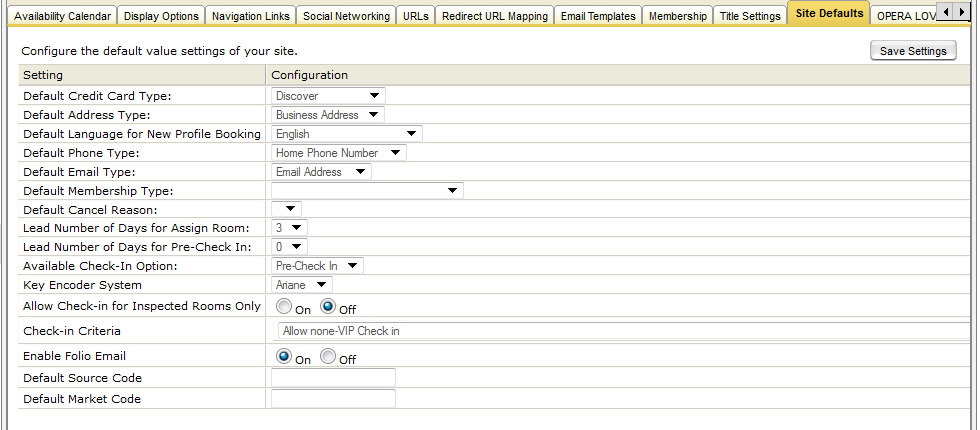 Availability Calendar Display Options Navigation Links Social Networking URLs Redirect URL Mapping Email Templates Membership Title Settings Site Defaults OPERA LOV
Configure the default value settings of your site. Save Settings
Setting Configuration
Default Credit Card Type: Discover
Default Address Type: Business Address
Default Language for New Profile Booking English
Default Phone Type: Home Phone Number
Default Email Type: Email Address
Default Membership Type:
Default Cancel Reason:
Lead Number of Days for Assign Room: 3
Lead Number of Days for Pre-Check In: 0
Available Check-In Option: Pre-Check In
Key Encoder System Ariane
Allow Check-in for Inspected Rooms Only On Off
Check-in Criteria Allow none-VIP Check in
Enable Folio Email On Off
Default Source Code
Default Market Code